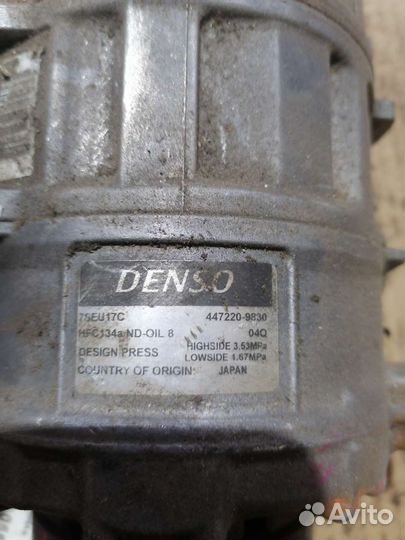 DENSO
7SEU17C 447220-9830
HFC134a ND-OIL 8 04Q
DESIGN PRESS HIGHSIDE 3.53MPa
LOWSIDE 1.67MPa
COUNTRY OF ORIGIN: JAPAN
Avito